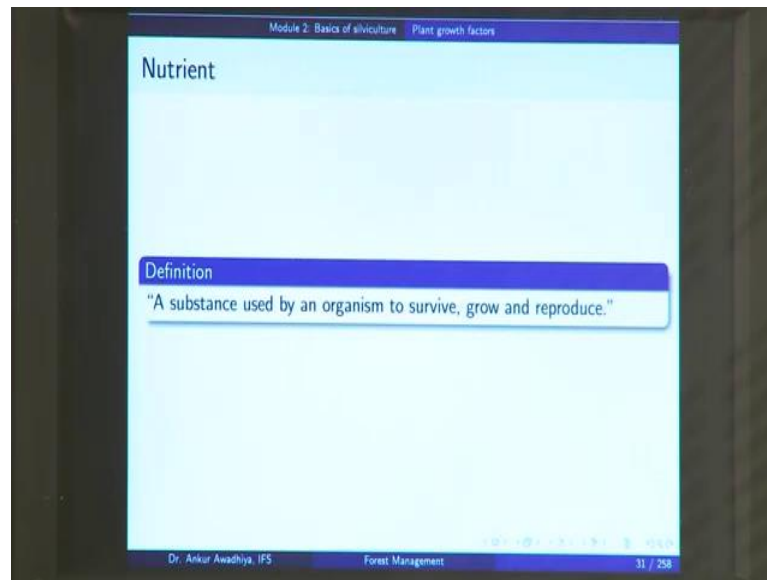 Module 2: Basics of silviculture Plant growth factors
Nutrient
Definition
"A substance used by an organism to survive, grow and reproduce."
Dr. Ankur Awadhiya, IFS Forest Management 31 / 258